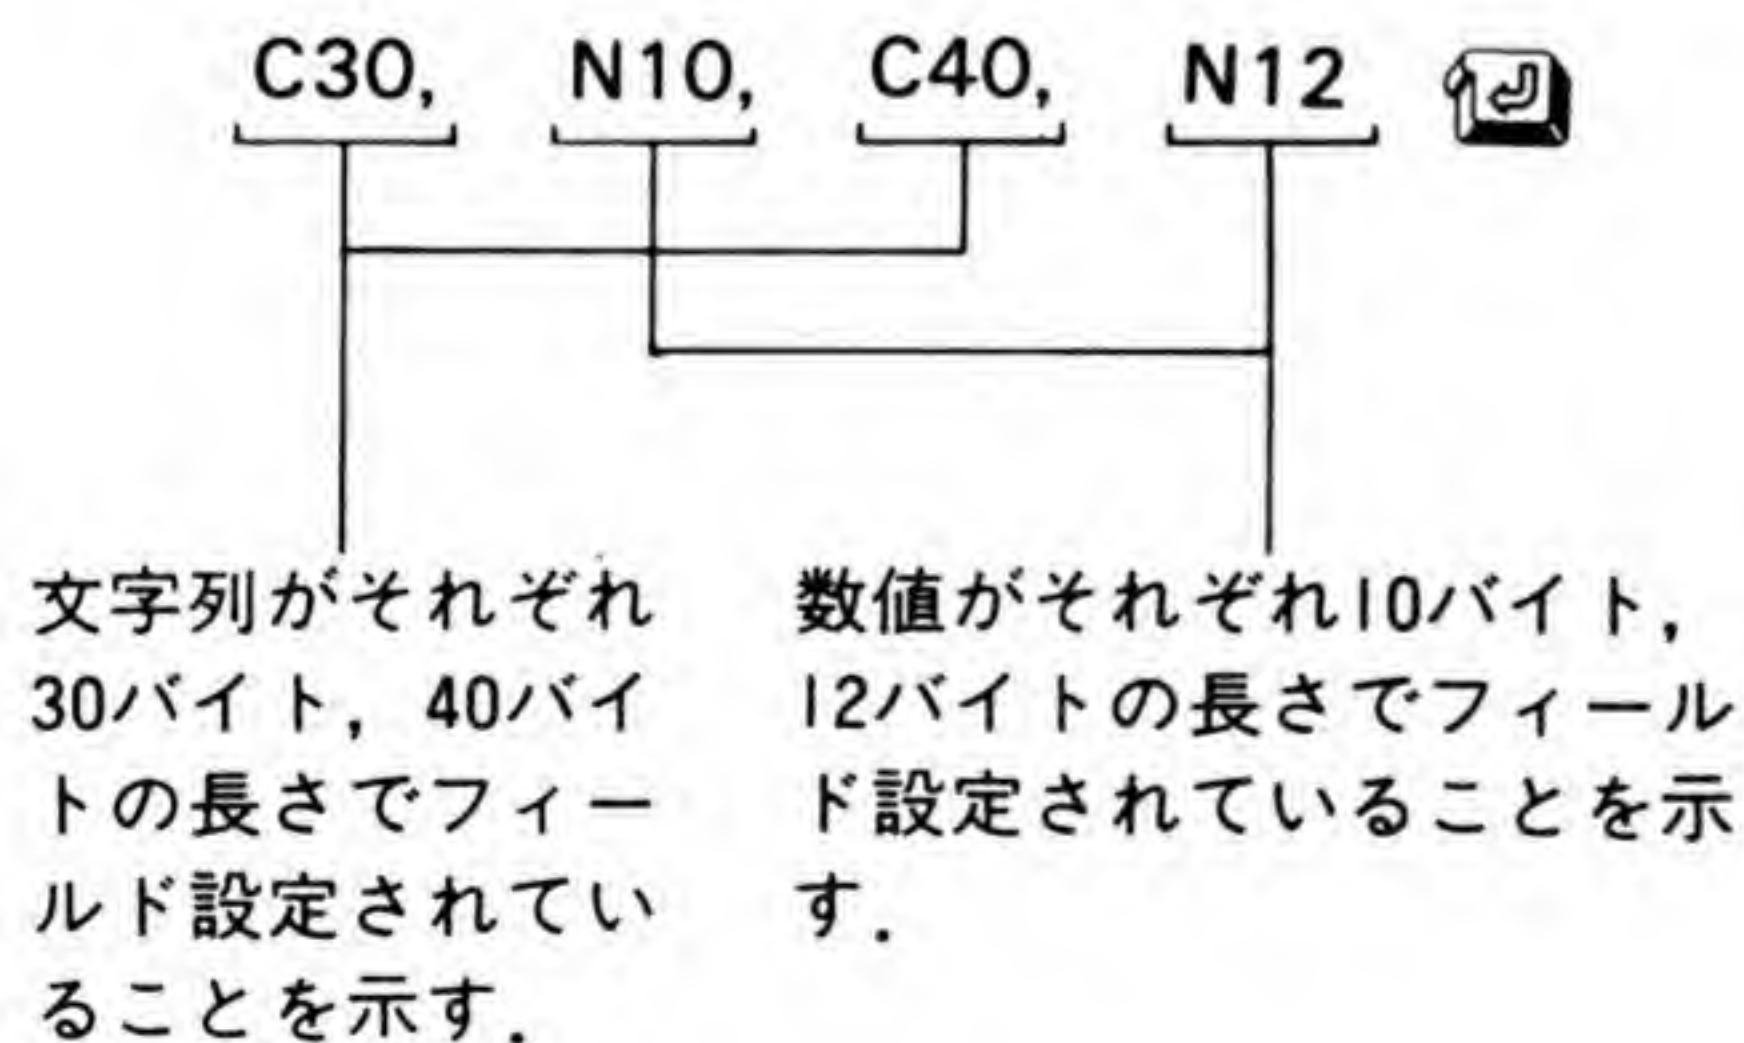 C30, N10, C40, N12
文字列がそれぞれ
30バイト，40バイ
トの長さでフィー
ルド設定されてい
ることを示す．
数値がそれぞれ10バイト，
12バイトの長さでフィール
ド設定されていることを示
す．